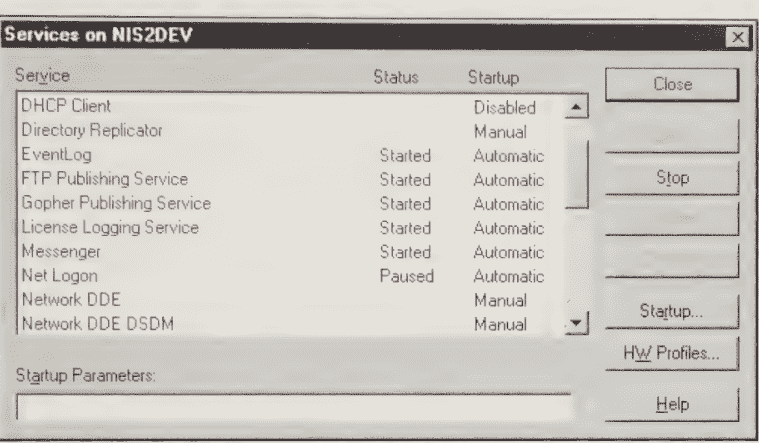 Services on NIS2DEV
Service Status Startup
DHCP Client Disabled
Directory Replicator Manual
EventLog Started Automatic
FTP Publishing Service Started Automatic
Gopher Publishing Service Started Automatic
License Logging Service Started Automatic
Messenger Started Automatic
Net Logon Paused Automatic
Network DDE Manual
Network DDE DSDM Manual
Startup Parameters:
Close
Stop
Startup...
HW Profiles...
Help